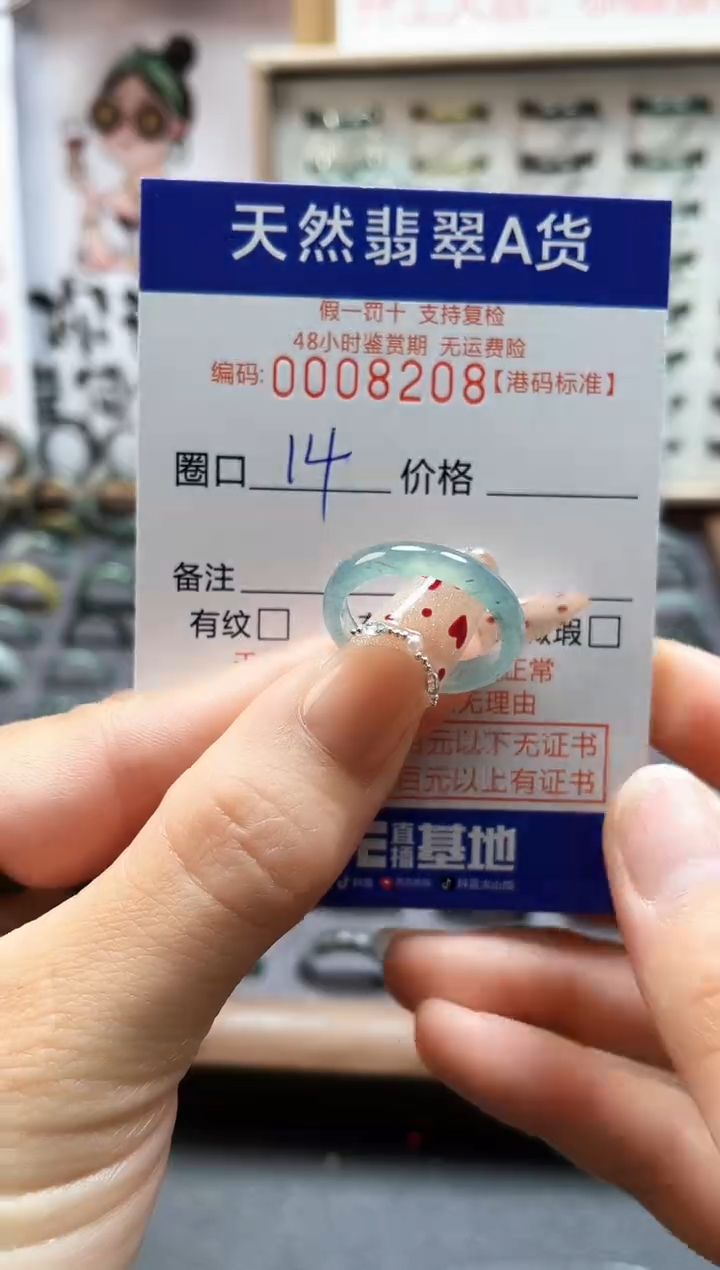 天然翡翠A货
假一罚十 支持复检
48小时鉴赏期 无运费险
编码:0008208【港码标准】
圈口 14 价格
备注
有纹□ 瑕□
正常
无理由
百元以下无证书
百元以上有证书
直播基地